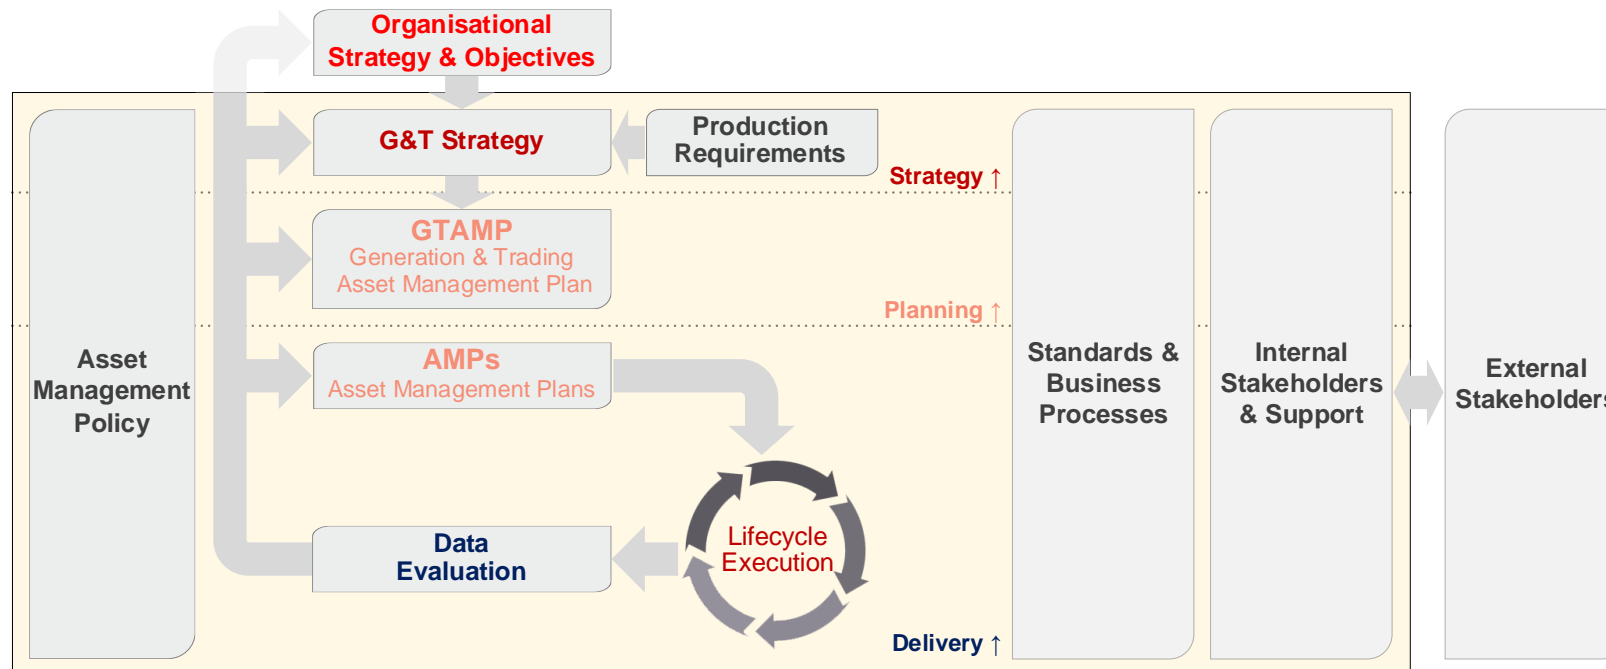 Organisational
Strategy & Objectives
G&T Strategy
Production
Requirements
Strategy ↑
GTAMP
Generation & Trading
Asset Management Plan
Planning ↑
Asset
Management
Policy
AMPs
Asset Management Plans
Standards &
Business
Processes
Internal
Stakeholders
& Support
External
Stakeholders
Data
Evaluation
Lifecycle
Execution
Delivery ↑